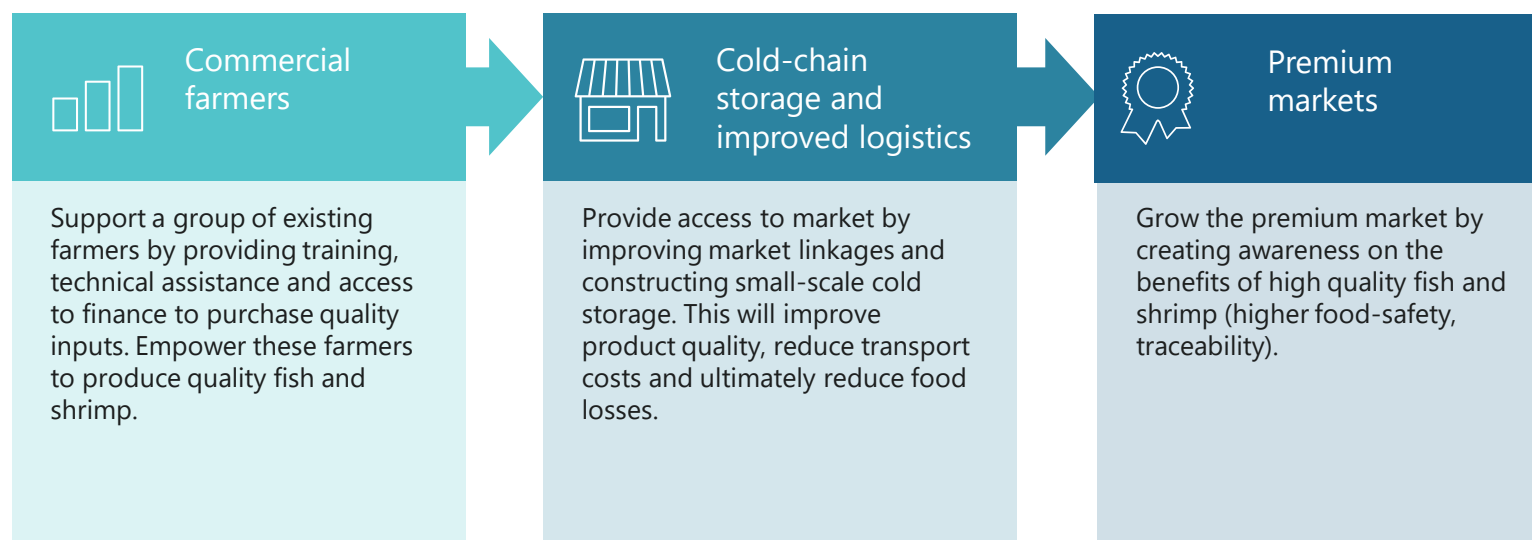 Commercial
farmers
Support a group of existing
farmers by providing training,
technical assistance and access
to finance to purchase quality
inputs. Empower these farmers
to produce quality fish and
shrimp.
Cold-chain
storage and
improved logistics
Provide access to market by
improving market linkages and
constructing small-scale cold
storage. This will improve
product quality, reduce transport
costs and ultimately reduce food
losses.
Premium
markets
Grow the premium market by
creating awareness on the
benefits of high quality fish and
shrimp (higher food-safety,
traceability).